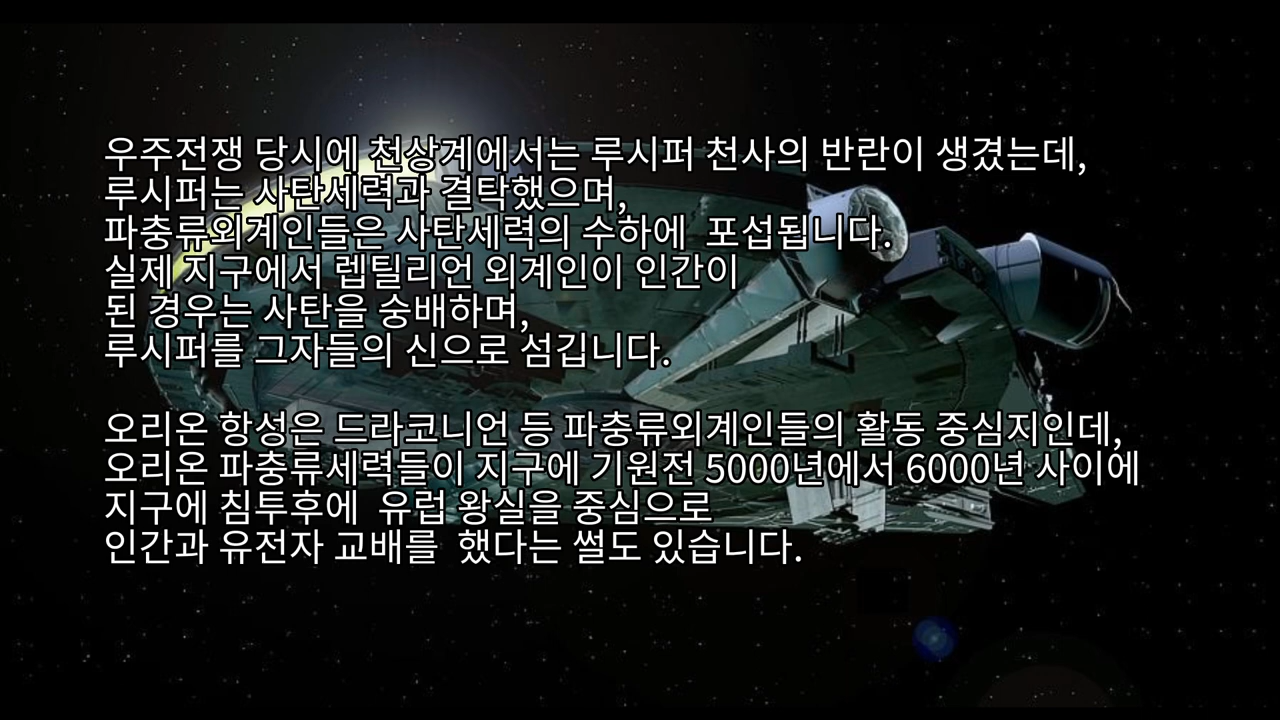 우주전쟁 당시에 천상계에서는 루시퍼 천사의 반란이 생겼는데,
루시퍼는 사탄세력과 결탁했으며,
파충류외계인들은 사탄세력의 수하에  포섭됩니다.
실제 지구에서 렙틸리언 외계인이 인간이
된 경우는 사탄을 숭배하며,
루시퍼를 그자들의 신으로 섬깁니다.
오리온 항성은 드라코니언 등 파충류외계인들의 활동 중심지인데,
오리온 파충류세력들이 지구에 기원전 5000년에서 6000년 사이에
지구에 침투후에  유럽 왕실을 중심으로
인간과 유전자 교배를  했다는 썰도 있습니다.